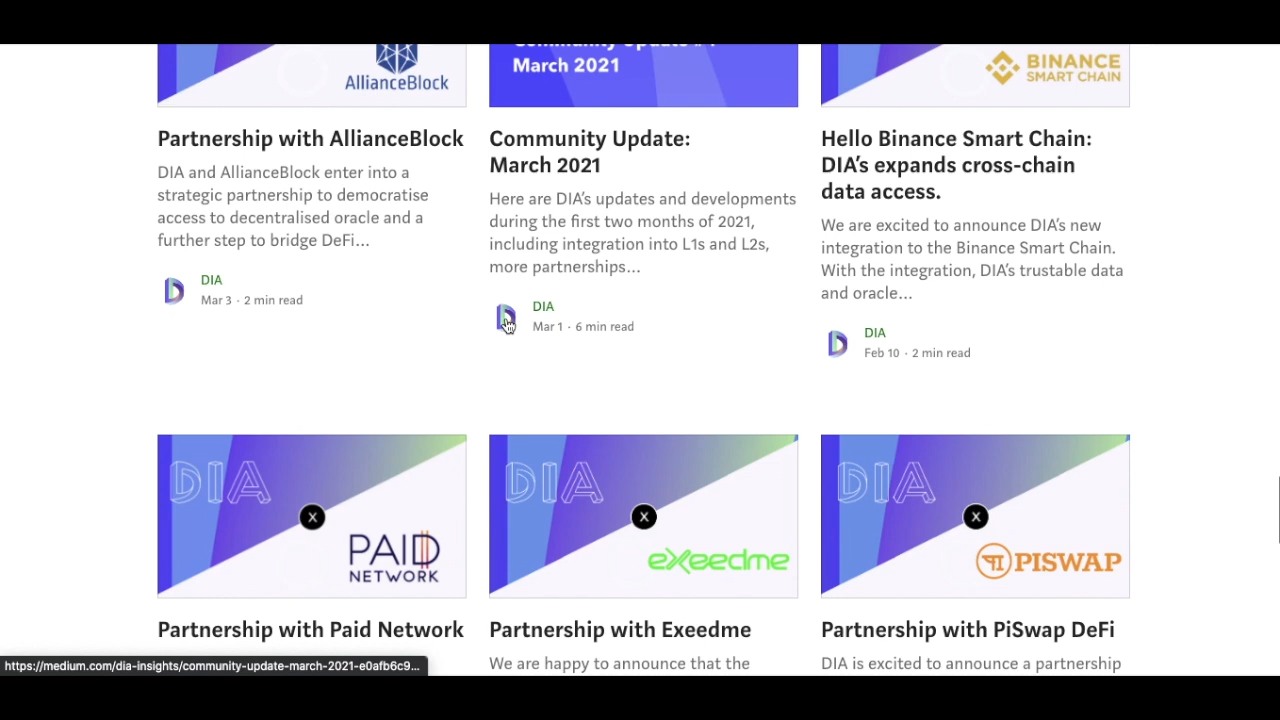 AllianceBlock
Community Update #1
March 2021
BINANCE
SMART CHAIN
Partnership with AllianceBlock
DIA and AllianceBlock enter into a
strategic partnership to democratise
access to decentralised oracle and a
further step to bridge DeFi...
DIA
Mar 3 · 2 min read
Community Update:
March 2021
Here are DIA's updates and developments
during the first two months of 2021,
including integration into L1s and L2s,
more partnerships...
DIA
Mar 1 · 6 min read
Hello Binance Smart Chain:
DIA's expands cross-chain
data access.
We are excited to announce DIA's new
integration to the Binance Smart Chain.
With the integration, DIA's trustable data
and oracle...
DIA
Feb 10 · 2 min read
DIA
X
PAID
NETWORK
DIA
X
eXeedme
DIA
X
PISWAP
Partnership with Paid Network
Partnership with Exeedme
We are happy to announce that the
Partnership with PiSwap DeFi
DIA is excited to announce a partnership
https://medium.com/dia-insights/community-update-march-2021-e0afb6c9...